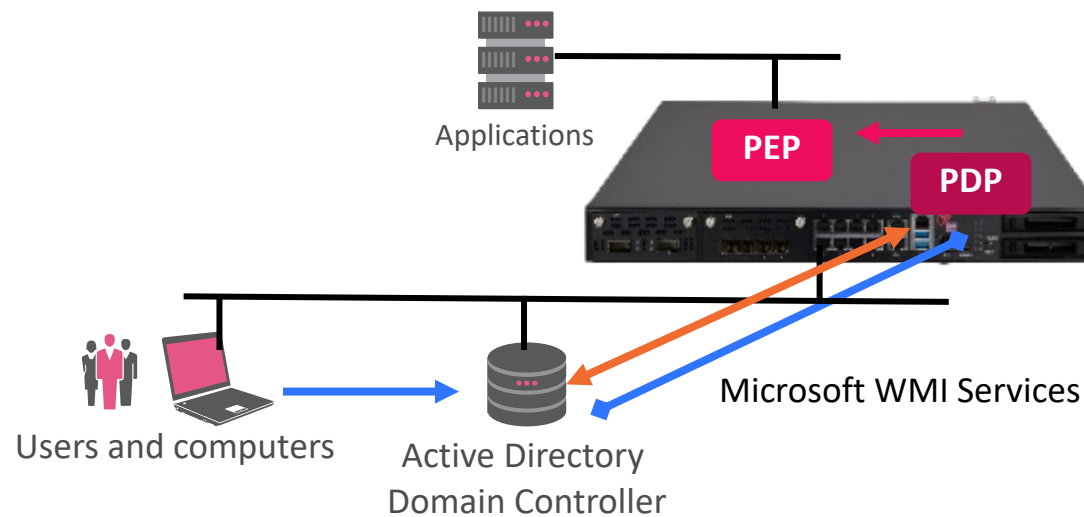 Applications
PEP
PDP
Microsoft WMI Services
Users and computers
Active Directory
Domain Controller